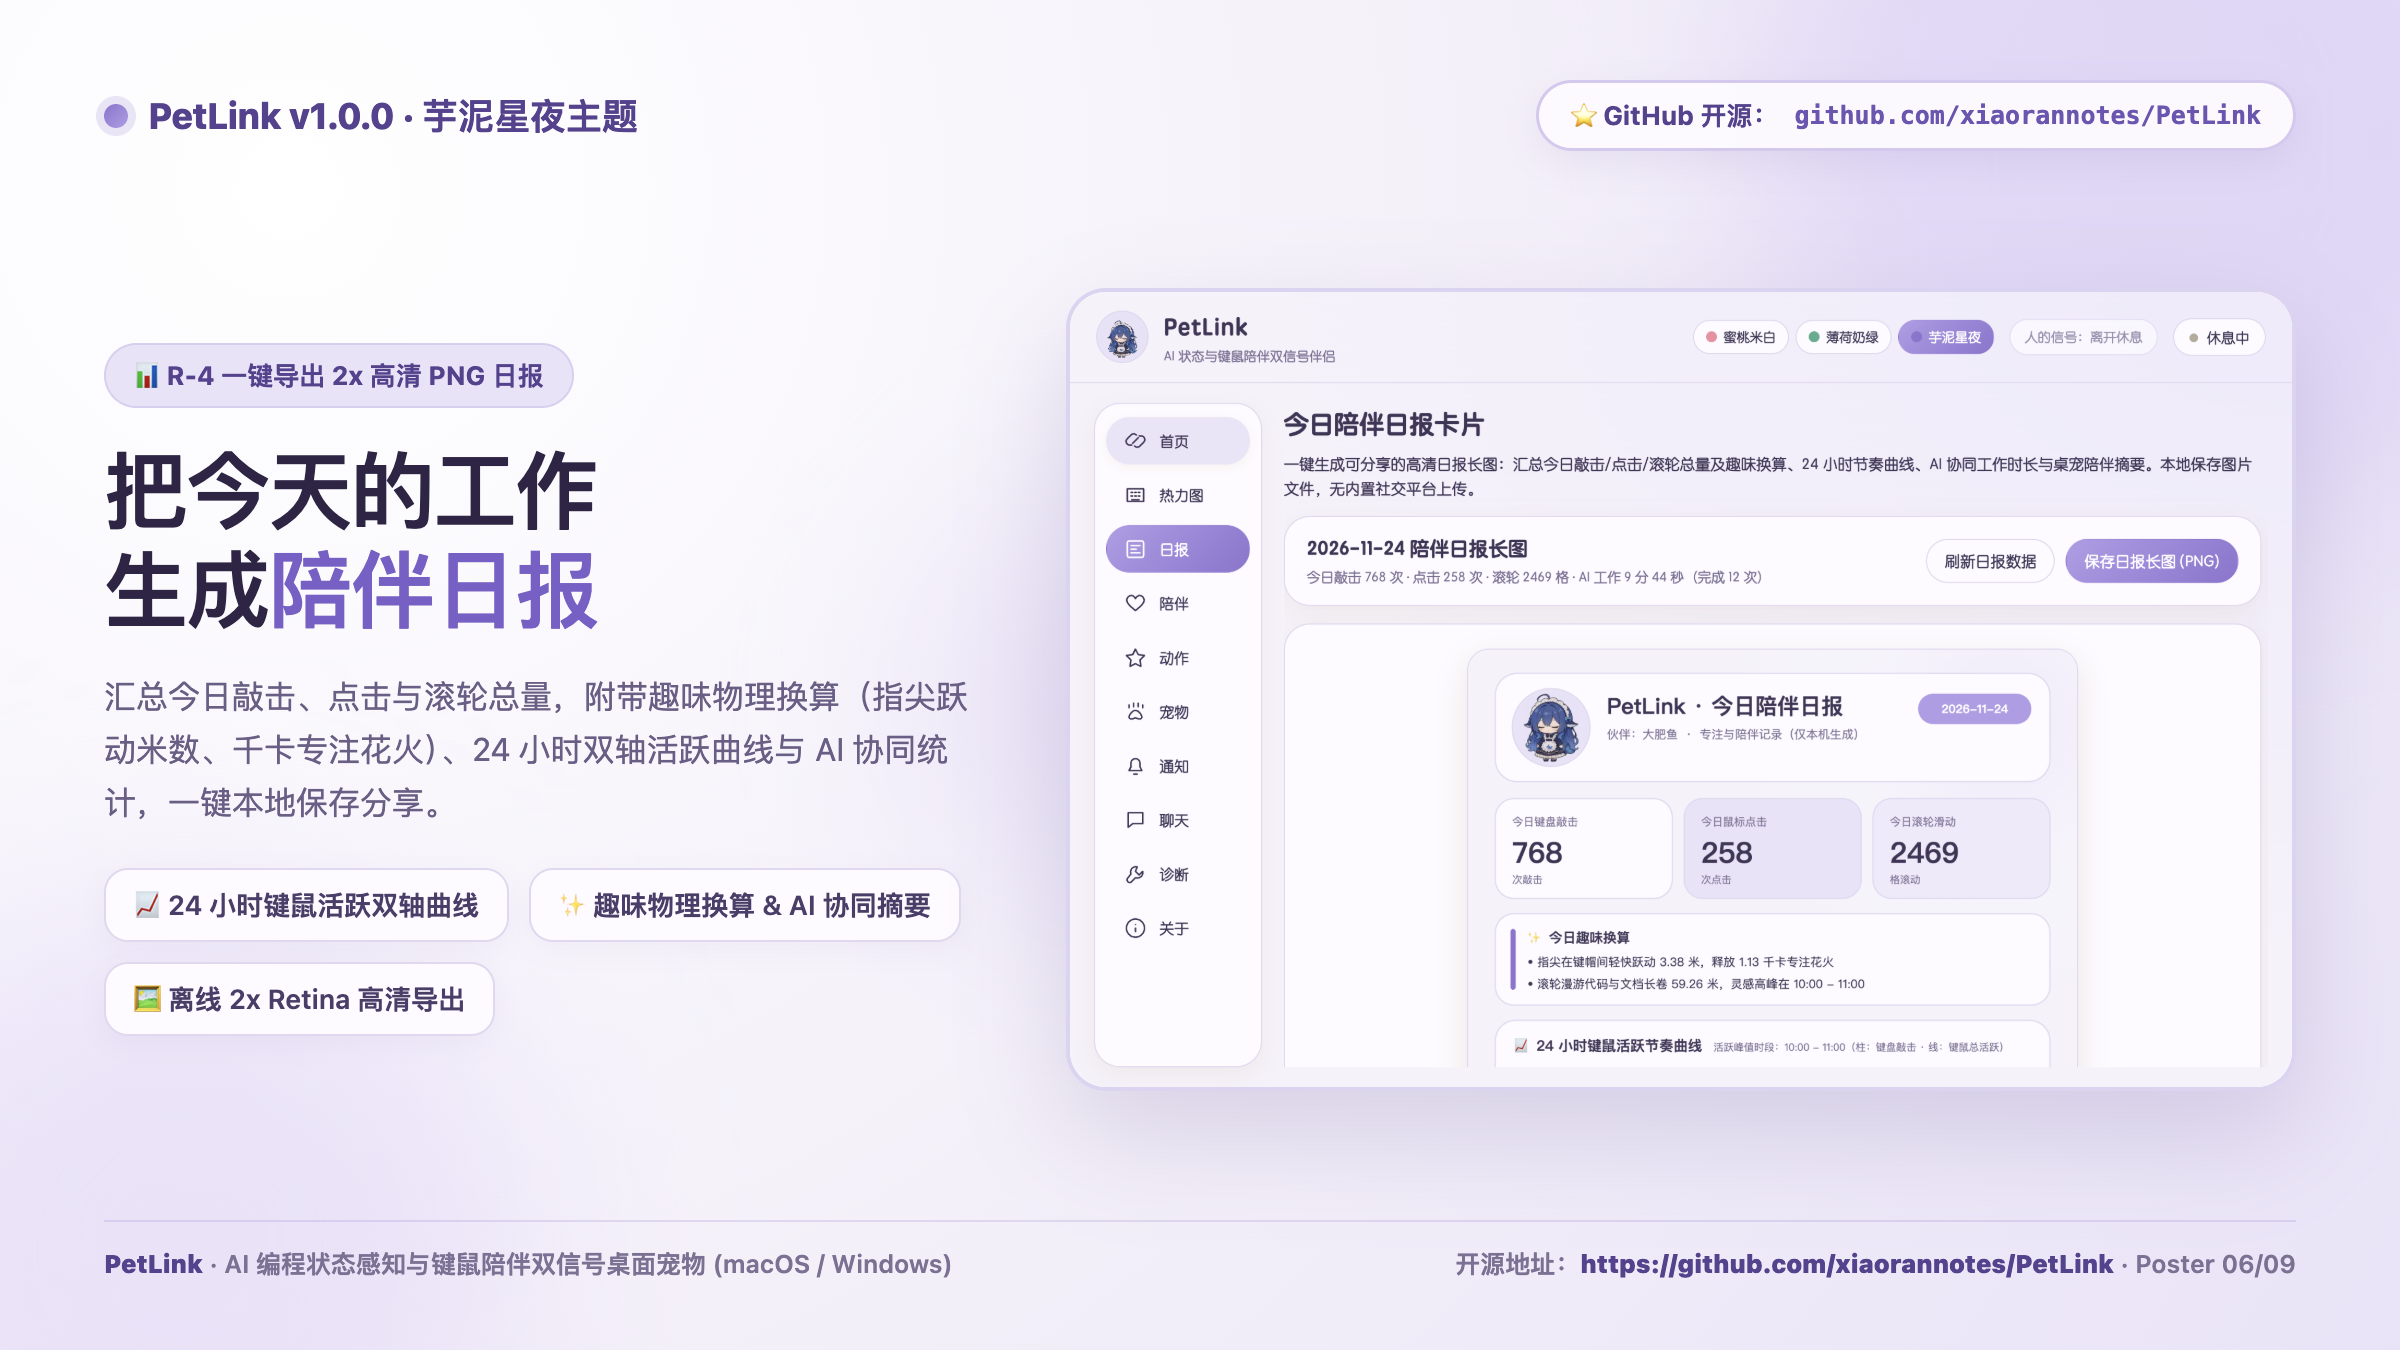 PetLink v1.0.0 · 芋泥星夜主题
⭐ GitHub 开源： github.com/xiaorannotes/PetLink
📊 R-4 一键导出 2x 高清 PNG 日报
把今天的工作
生成陪伴日报
汇总今日敲击、点击与滚轮总量，附带趣味物理换算（指尖跃
动米数、千卡专注花火）、24 小时双轴活跃曲线与 AI 协同统
计，一键本地保存分享。
📈 24 小时键鼠活跃双轴曲线
✨ 趣味物理换算 & AI 协同摘要
🖼️ 离线 2x Retina 高清导出
PetLink
AI 状态与键鼠陪伴双信号伴侣
蜜桃米白
薄荷奶绿
芋泥星夜
人的信号：离开休息
休息中
首页
热力图
日报
陪伴
动作
宠物
通知
聊天
诊断
关于
今日陪伴日报卡片
一键生成可分享的高清日报长图：汇总今日敲击/点击/滚轮总量及趣味换算、24 小时节奏曲线、AI 协同工作时长与桌宠陪伴摘要。本地保存图片
文件，无内置社交平台上传。
2026-11-24 陪伴日报长图
今日敲击 768 次 · 点击 258 次 · 滚轮 2469 格 · AI 工作 9 分 44 秒（完成 12 次）
刷新日报数据
保存日报长图 (PNG)
PetLink · 今日陪伴日报
伙伴：大肥鱼 · 专注与陪伴记录（仅本机生成）
2026-11-24
今日键盘敲击
768
次敲击
今日鼠标点击
258
次点击
今日滚轮滑动
2469
格滚动
✨ 今日趣味换算
• 指尖在键帽间轻快跃动 3.38 米，释放 1.13 千卡专注花火
• 滚轮漫游代码与文档长卷 59.26 米，灵感高峰在 10:00 – 11:00
📈 24 小时键鼠活跃节奏曲线 活跃峰值时段：10:00 – 11:00（柱：键盘敲击 · 线：键鼠总活跃）
PetLink · AI 编程状态感知与键鼠陪伴双信号桌面宠物 (macOS / Windows)
开源地址：https://github.com/xiaorannotes/PetLink · Poster 06/09